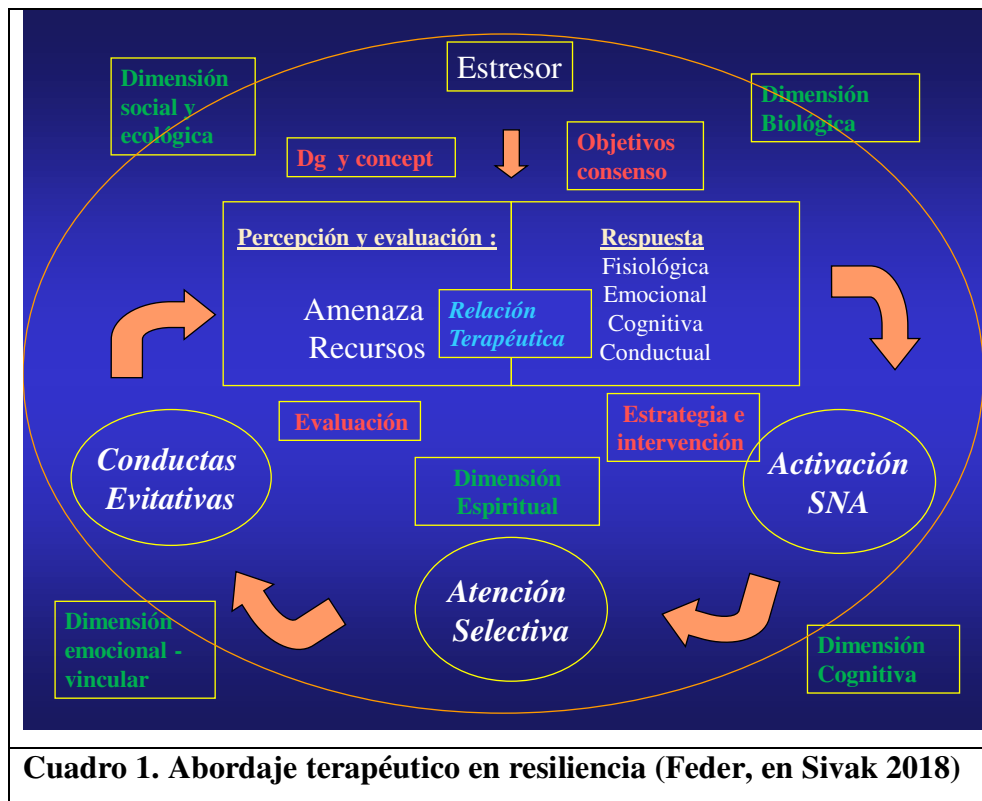 Estresor
Dimensión
social y
ecológica
Dimensión
Biológica
Dg y concept
Objetivos
consenso
Percepción y evaluación :
Amenaza
Recursos
Relación
Terapéutica
Respuesta
Fisiológica
Emocional
Cognitiva
Conductual
Evaluación
Estrategia e
intervención
Conductas
Evitativas
Dimensión
Espiritual
Activación
SNA
Atención
Selectiva
Dimensión
emocional -
vincular
Dimensión
Cognitiva
Cuadro 1. Abordaje terapéutico en resiliencia (Feder, en Sivak 2018)